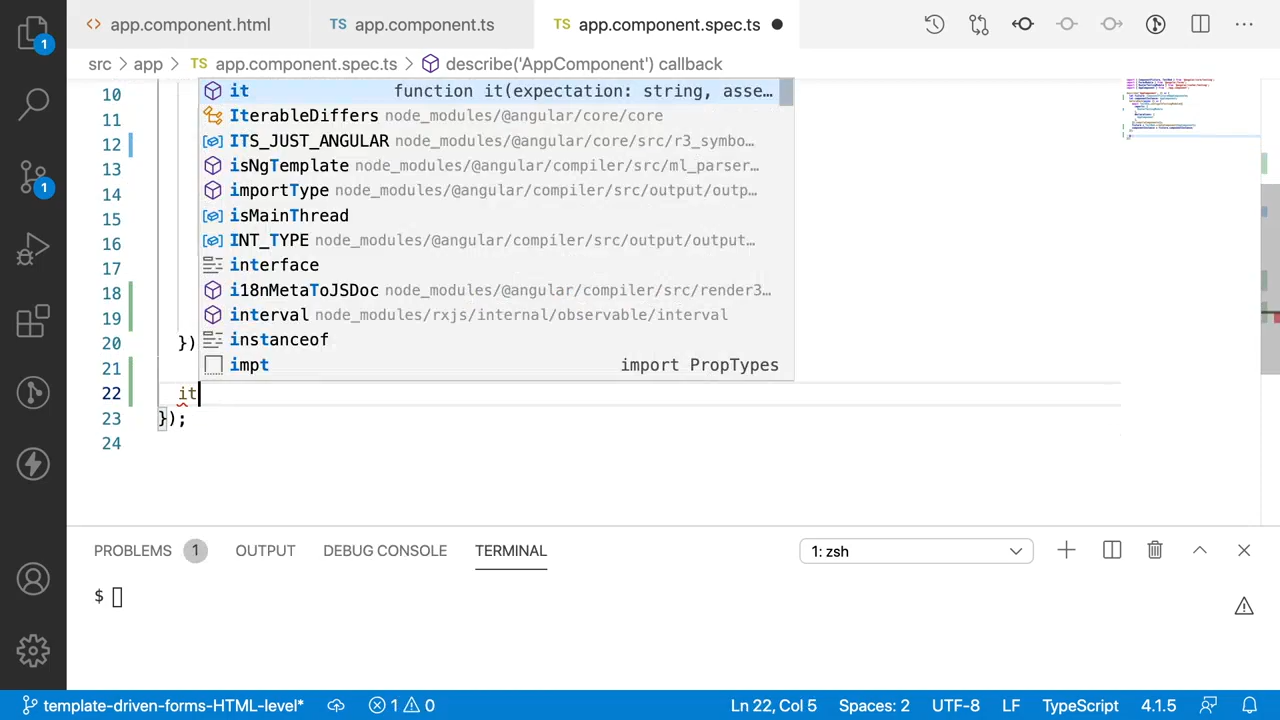 <> app.component.html TS app.component.ts TS app.component.spec.ts ●
src > app > TS app.component.spec.ts > describe('AppComponent') callback
10 it function it(expectation: string, asse…
11 IterableDiffers node_modules/@angular/core/core
12 ITS_JUST_ANGULAR node_modules/@angular/core/src/r3_symbo…
13 isNgTemplate node_modules/@angular/compiler/src/ml_parser…
14 importType node_modules/@angular/compiler/src/output/outp…
15 isMainThread
16 INT_TYPE node_modules/@angular/compiler/src/output/output…
17 interface
18 i18nMetaToJSDoc node_modules/@angular/compiler/src/render3…
19 interval node_modules/rxjs/internal/observable/interval
20 }) instanceof
21 impt import PropTypes
22 it
23 });
24
PROBLEMS 1 OUTPUT DEBUG CONSOLE TERMINAL 1: zsh
$
template-driven-forms-HTML-level* 1 0 Ln 22, Col 5 Spaces: 2 UTF-8 LF TypeScript 4.1.5
1
1